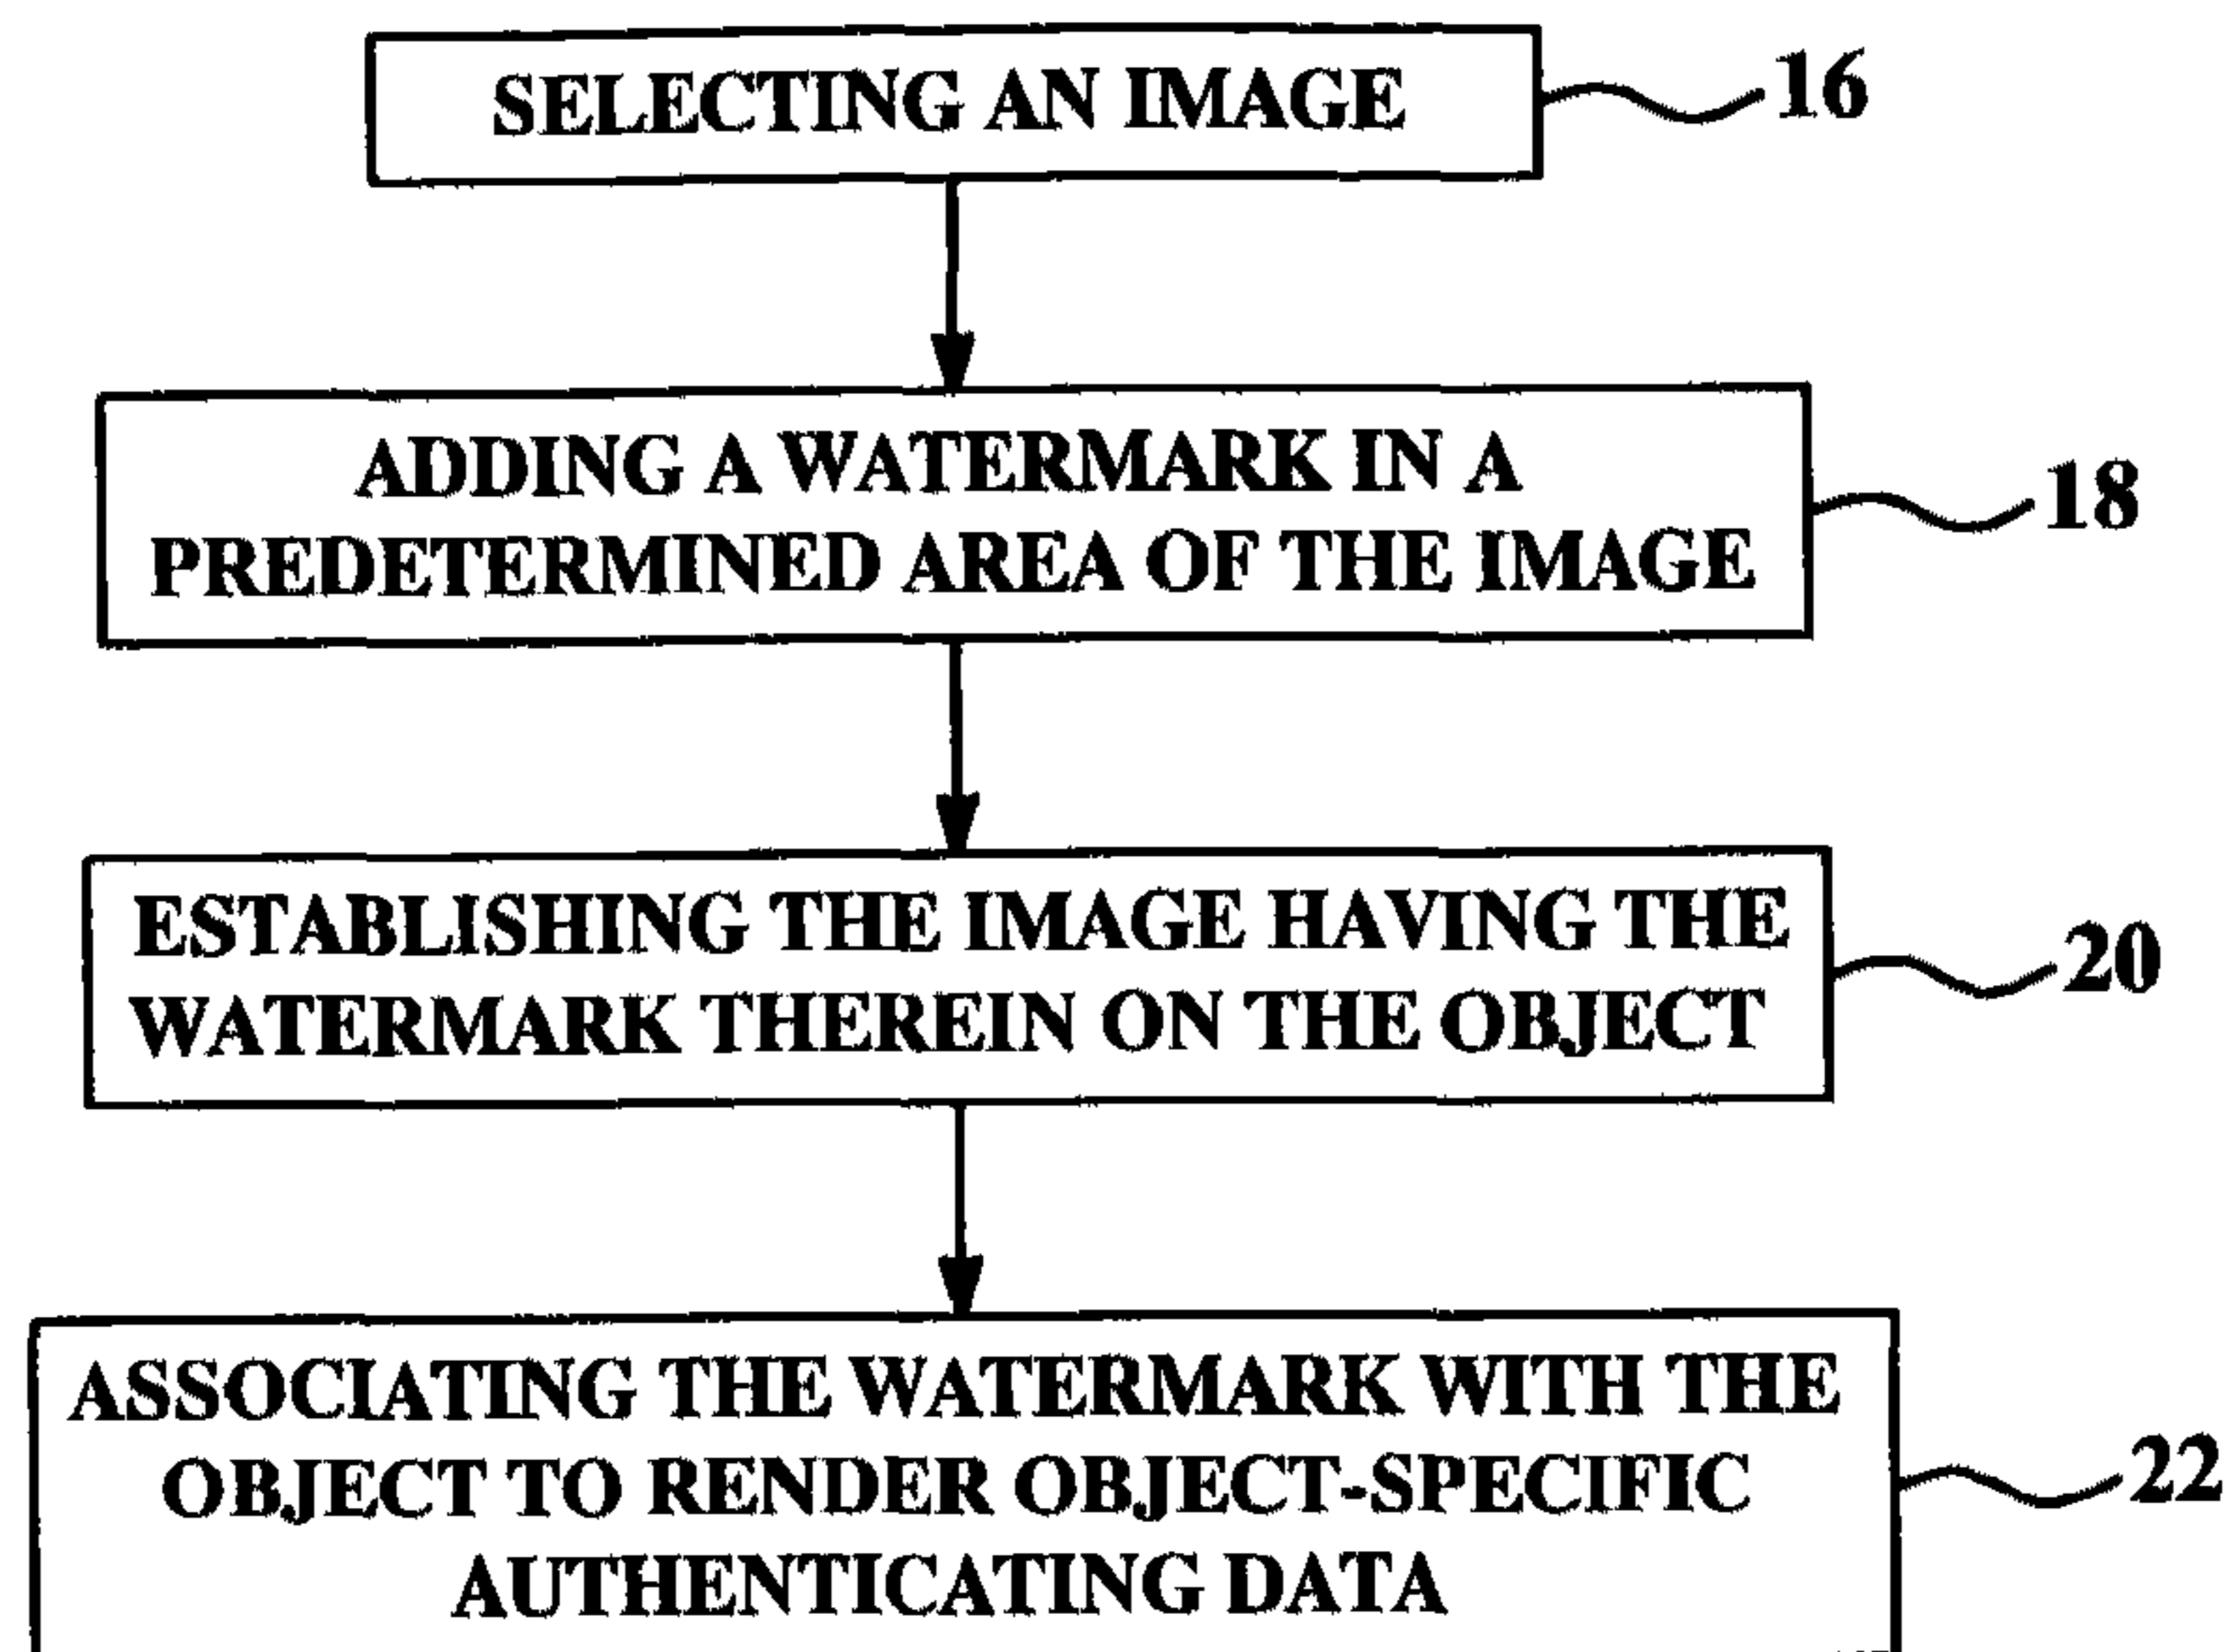 SELECTING AN IMAGE
16
ADDING A WATERMARK IN A
PREDETERMINED AREA OF THE IMAGE
18
ESTABLISHING THE IMAGE HAVING THE
WATERMARK THEREIN ON THE OBJECT
20
ASSOCIATING THE WATERMARK WITH THE
OBJECT TO RENDER OBJECT-SPECIFIC
AUTHENTICATING DATA
22